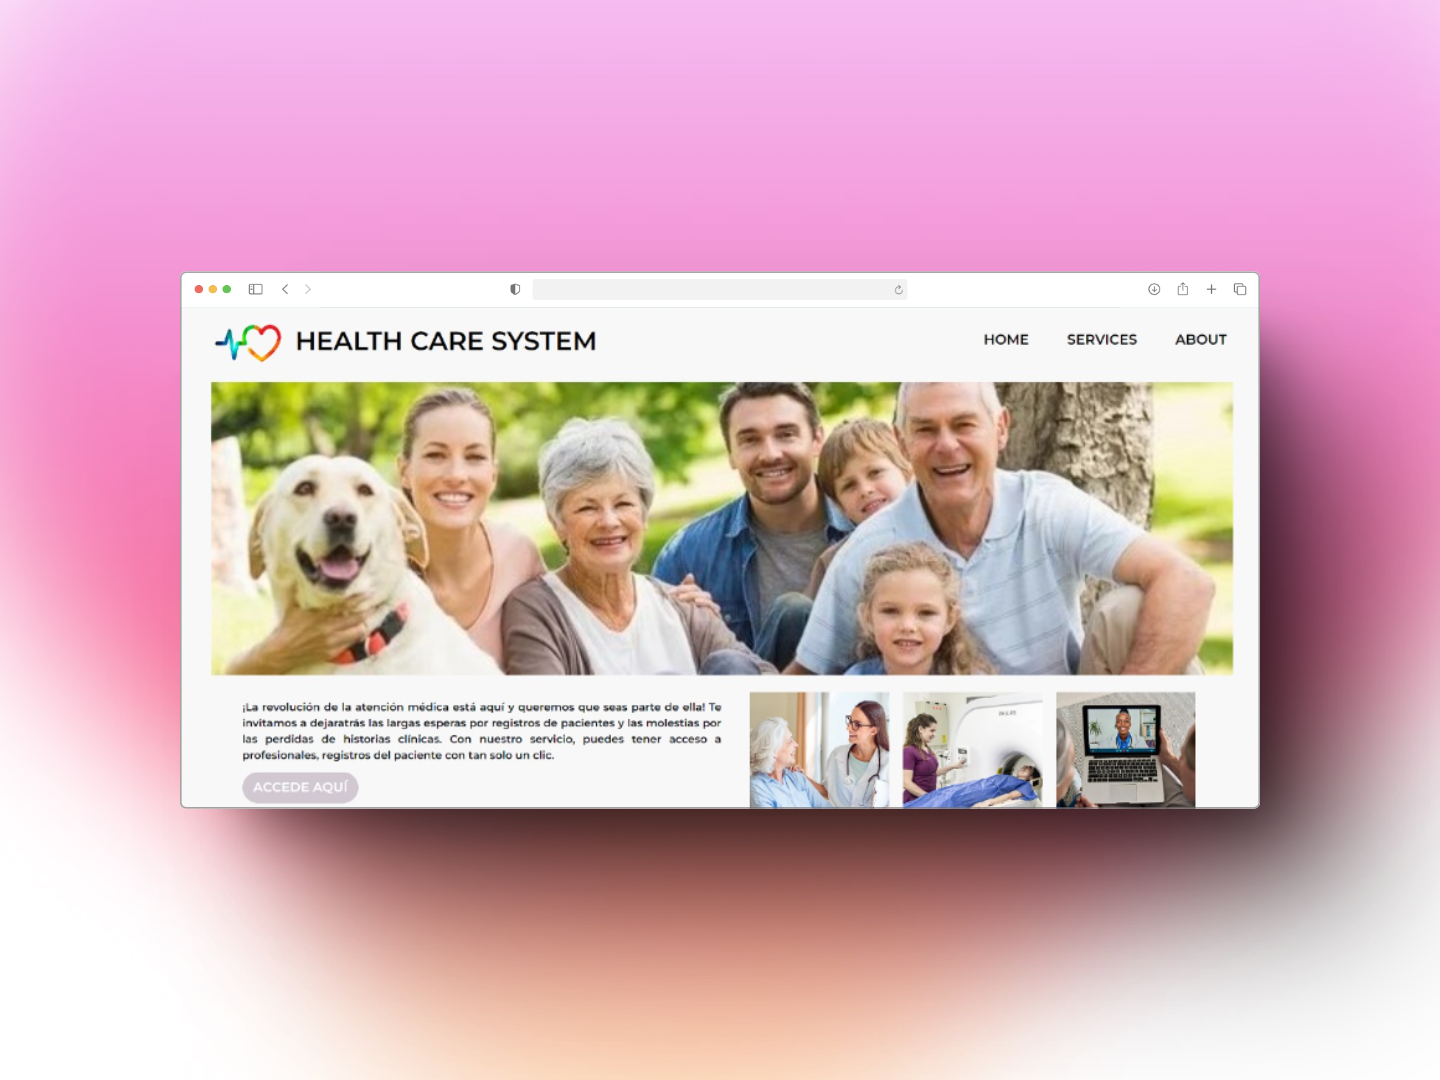 HEALTH CARE SYSTEM
HOME SERVICES ABOUT
¡La revolución de la atención médica está aquí y queremos que seas parte de ella! Te
invitamos a dejaratrás las largas esperas por registros de pacientes y las molestias por
las perdidas de historias clínicas. Con nuestro servicio, puedes tener acceso a
profesionales, registros del paciente con tan solo un clic.
ACCEDE AQUÍ